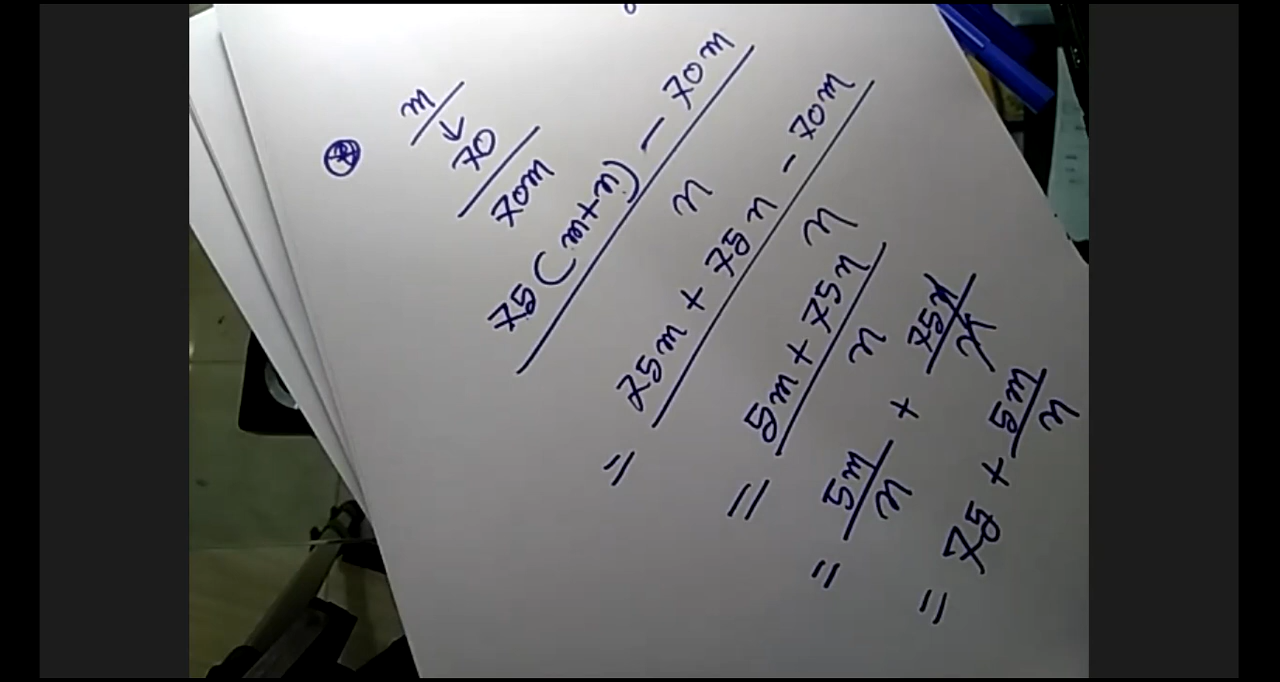 m
↓
70
70m
75(m+n) - 70m
n
= 75m + 75n - 70m
n
= 5m + 75n
n
= 5m/n + 75n/n
= 75 + 5m/n